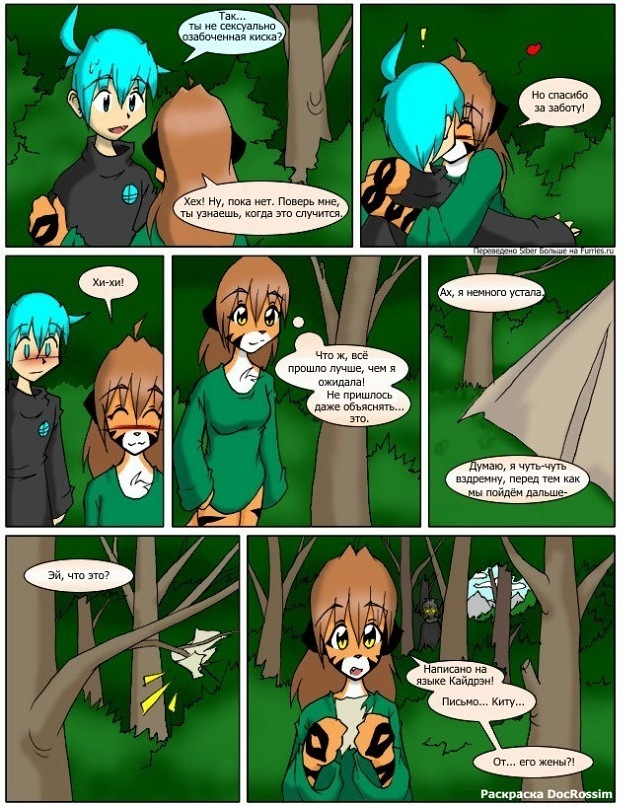 Так...
ты не сексуально
озабоченная киска?
Хех! Ну, пока нет. Поверь мне,
ты узнаешь, когда это случится.
!
Но спасибо
за заботу!
Переведено Siber Больше на Furries.ru
Хи-хи!
Что ж, всё
прошло лучше, чем я
ожидала!
Не пришлось
даже объяснять...
это.
Ах, я немного устала.
Думаю, я чуть-чуть
вздремну, перед тем как
мы пойдём дальше-
Эй, что это?
Написано на
языке Кайдрэн!
Письмо... Киту...
От... его жены?!
Раскраска DocRossim